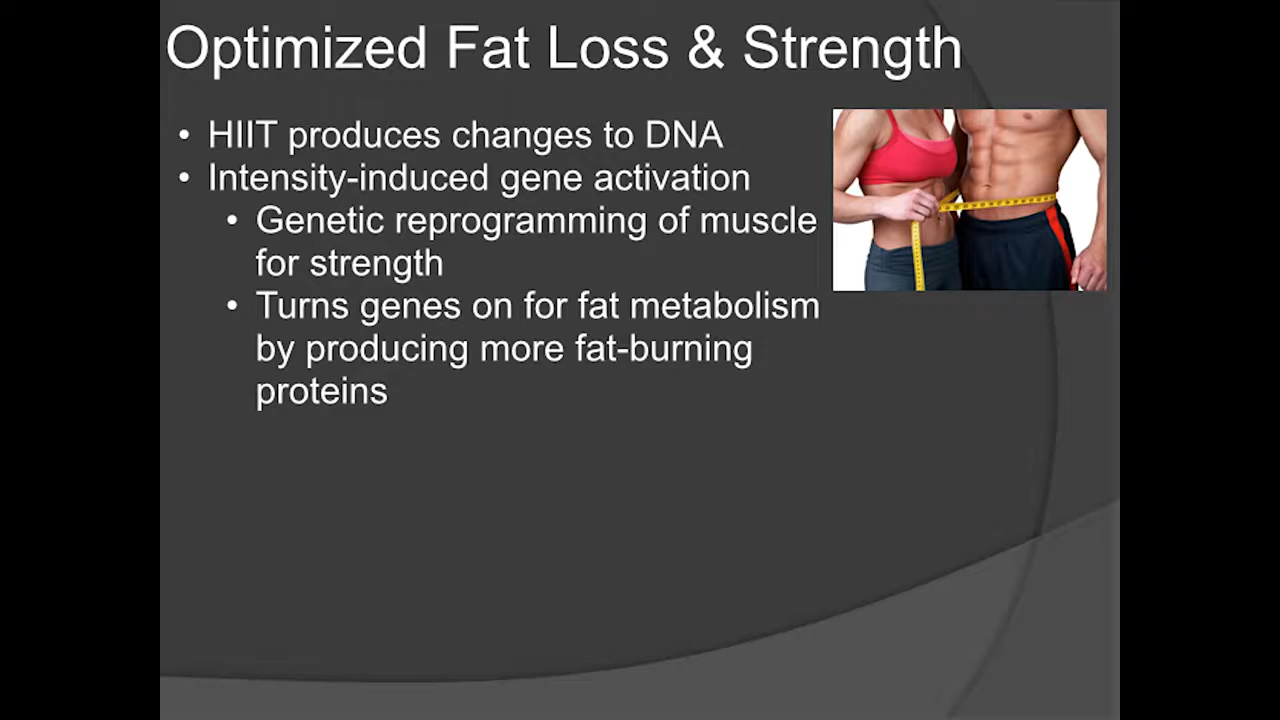 Optimized Fat Loss & Strength
• HIIT produces changes to DNA
• Intensity-induced gene activation
• Genetic reprogramming of muscle
for strength
• Turns genes on for fat metabolism
by producing more fat-burning
proteins